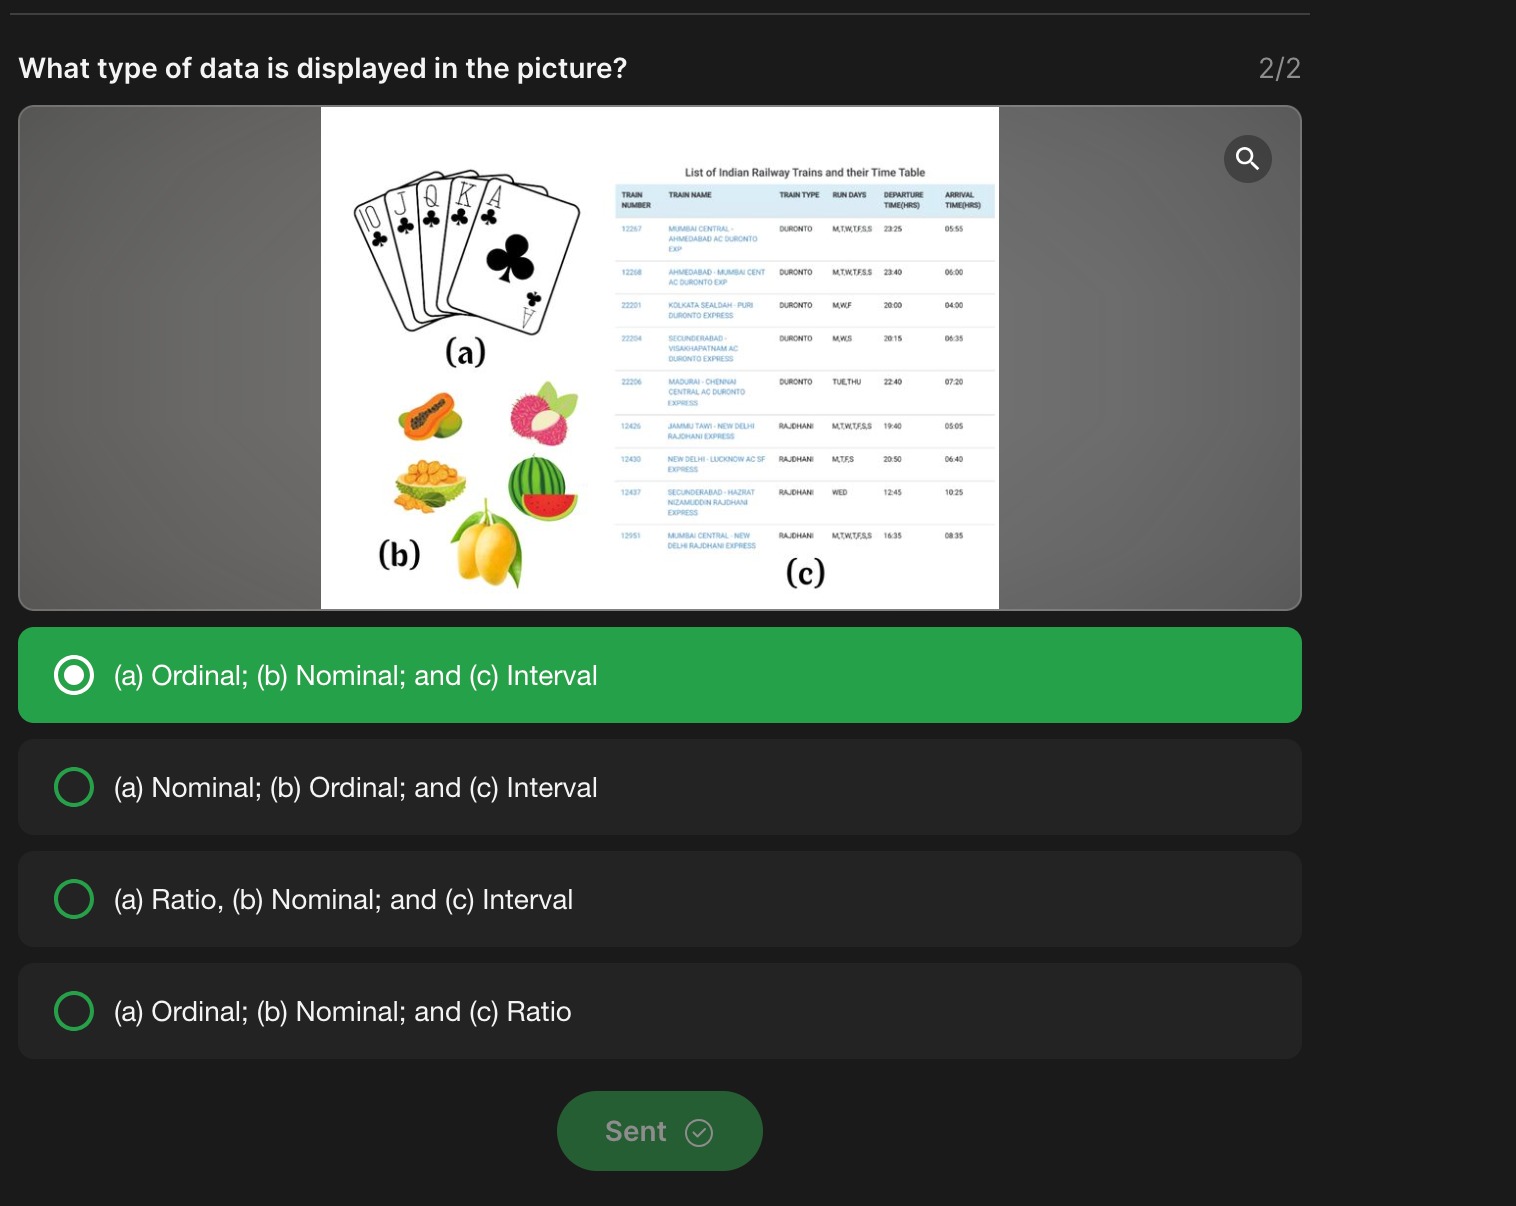 What type of data is displayed in the picture?
2/2
10 J Q K A
A
(a)
(b)
List of Indian Railway Trains and their Time Table
TRAIN NUMBER TRAIN NAME TRAIN TYPE RUN DAYS DEPARTURE TIME(HRS) ARRIVAL TIME(HRS)
12267 MUMBAI CENTRAL - AHMEDABAD AC DURONTO EXP DURONTO M,T,W,T,F,S,S 23:25 05:55
12268 AHMEDABAD - MUMBAI CENT AC DURONTO EXP DURONTO M,T,W,T,F,S,S 23:40 06:00
22201 KOLKATA SEALDAH - PURI DURONTO EXPRESS DURONTO M,W,F 20:00 04:00
22204 SECUNDERABAD - VISAKHAPATNAM AC DURONTO EXPRESS DURONTO M,W,S 20:15 06:35
22206 MADURAI - CHENNAI CENTRAL AC DURONTO EXPRESS DURONTO TUE,THU 22:40 07:20
12426 JAMMU TAWI - NEW DELHI RAJDHANI EXPRESS RAJDHANI M,T,W,T,F,S,S 19:40 05:05
12430 NEW DELHI - LUCKNOW AC SF EXPRESS RAJDHANI M,T,F,S 20:50 06:40
12437 SECUNDERABAD - HAZRAT NIZAMUDDIN RAJDHANI EXPRESS RAJDHANI WED 12:45 10:25
12951 MUMBAI CENTRAL - NEW DELHI RAJDHANI EXPRESS RAJDHANI M,T,W,T,F,S,S 16:35 08:35
(c)
(a) Ordinal; (b) Nominal; and (c) Interval
(a) Nominal; (b) Ordinal; and (c) Interval
(a) Ratio, (b) Nominal; and (c) Interval
(a) Ordinal; (b) Nominal; and (c) Ratio
Sent